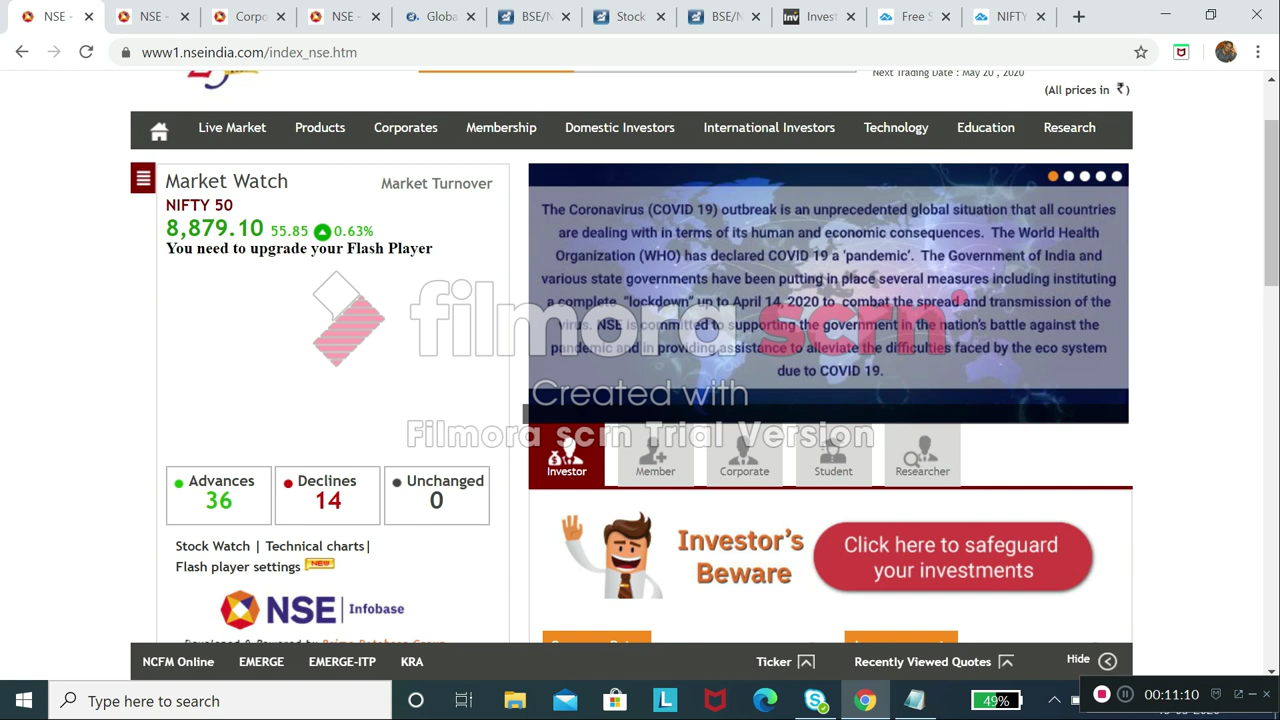 NSE -
NSE -
Corpo
NSE -
Globa
BSE/N
Stock
BSE/N
Inv
Invest
Free S
NIFTY
www1.nseindia.com/index_nse.htm
Next Trading Date : May 20 , 2020
(All prices in ₹ )
Live Market
Products
Corporates
Membership
Domestic Investors
International Investors
Technology
Education
Research
Market Watch
Market Turnover
NIFTY 50
8,879.10 55.85 0.63%
You need to upgrade your Flash Player
The Coronavirus (COVID 19) outbreak is an unprecedented global situation that all countries
are dealing with in terms of its human and economic consequences. The World Health
Organization (WHO) has declared COVID 19 a ‘pandemic’. The Government of India and
various state governments have been putting in place several measures including instituting
a complete “lockdown” up to April 14, 2020 to combat the spread and transmission of the
virus. NSE is committed to supporting the government in the nation’s battle against the
pandemic and in providing assistance to alleviate the difficulties faced by the eco system
due to COVID 19.
filmora scrn
Created with
Filmora scrn Trial Version
Investor
Member
Corporate
Student
Researcher
Advances
36
Declines
14
Unchanged
0
Stock Watch | Technical charts|
Flash player settings NEW
NSE | Infobase
Investor’s
Beware
Click here to safeguard
your investments
NCFM Online
EMERGE
EMERGE-ITP
KRA
Ticker
Recently Viewed Quotes
Hide
Type here to search
L
49%
00:11:10